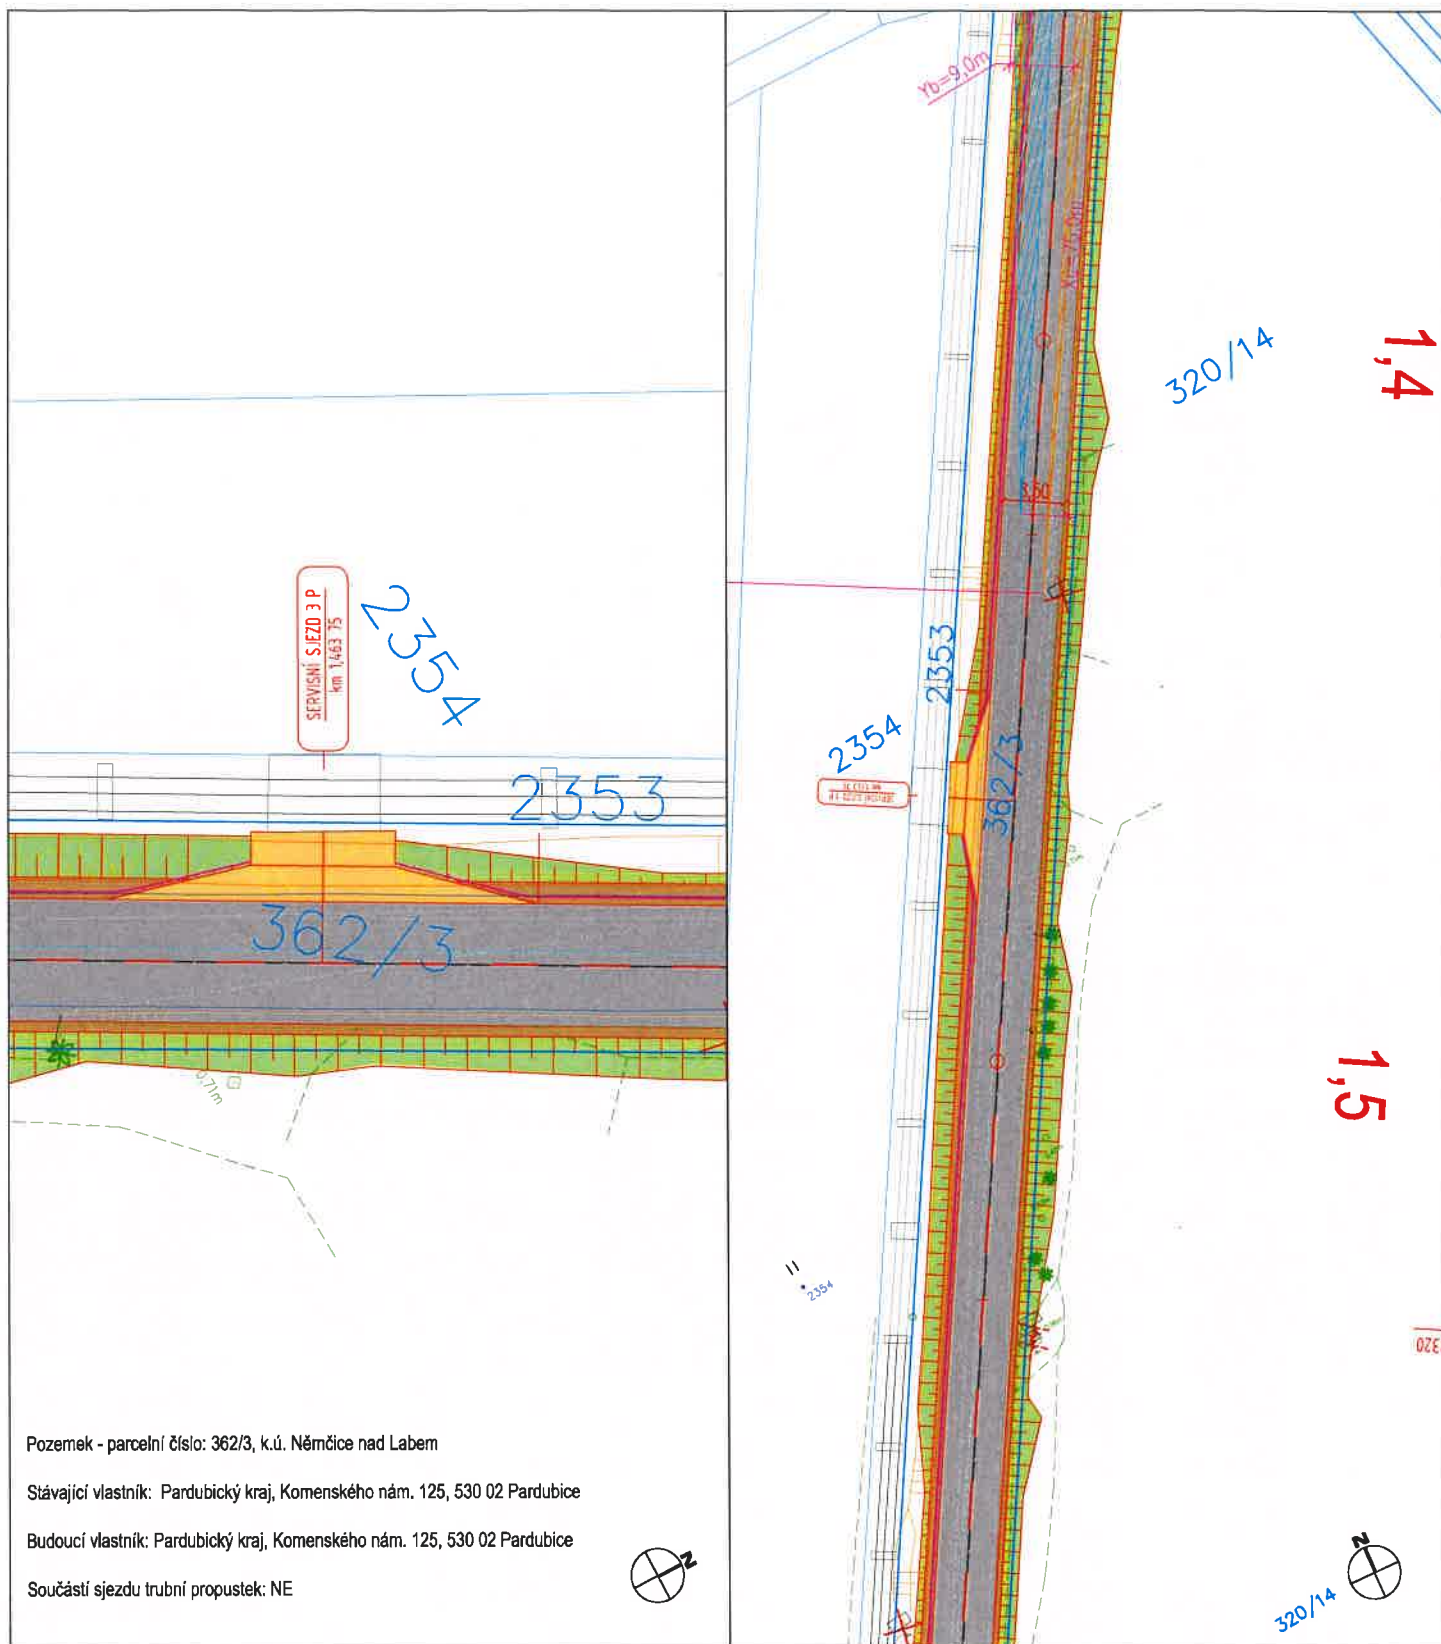 SERVISNÍ SJEZD 3 P
km 1,463 75
2354
2353
362/3
0,71m
Pozemek - parcelní číslo: 362/3, k.ú. Němčice nad Labem
Stávající vlastník: Pardubický kraj, Komenského nám. 125, 530 02 Pardubice
Budoucí vlastník: Pardubický kraj, Komenského nám. 125, 530 02 Pardubice
Součástí sjezdu trubní propustek: NE
N
Yb=9,0m
320/14
1,4
3,50
2353
2354
362/3
1,5
2354
320
N
320/14